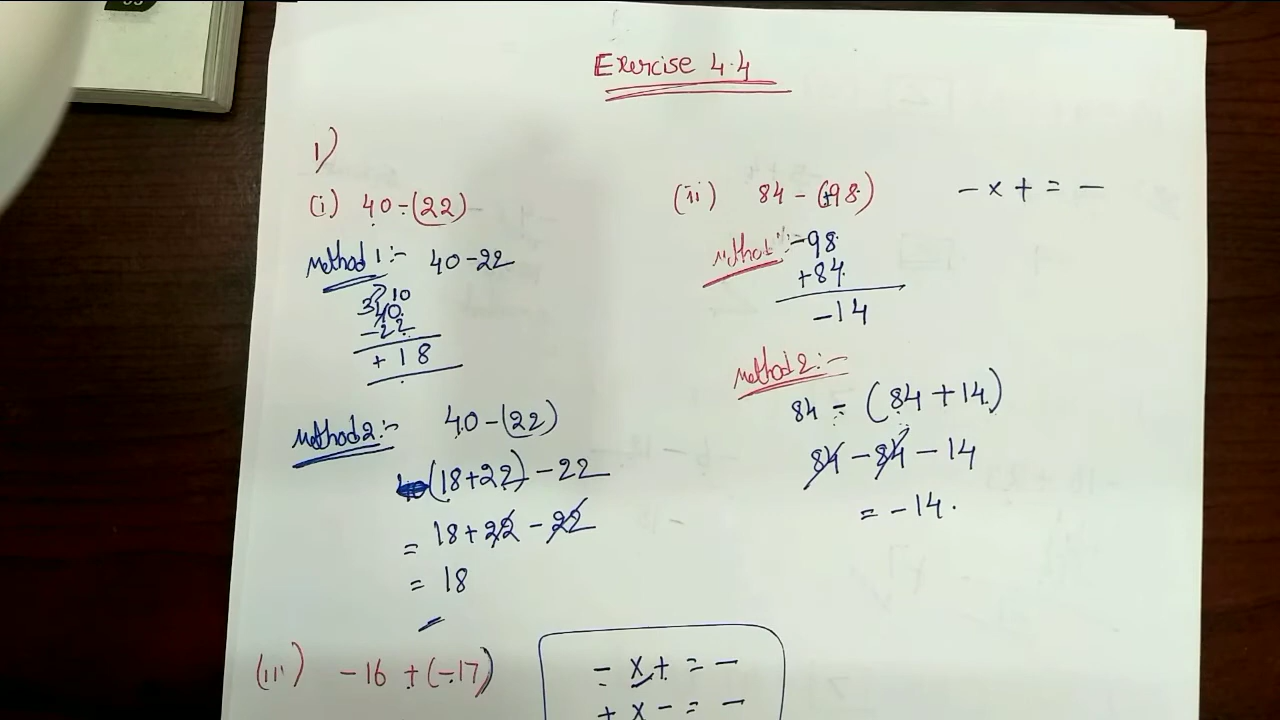 Exercise 4.4
1)
(i) 40-(22)
Method 1:- 40-22
3 10
40
-22
+18
Method 2:- 40-(22)
(18+22)-22
= 18+22-22
= 18
(ii) 84-(+98) - x + = -
Method :- -98
+84
-14
Method 2:-
84 - (84+14)
84-84-14
= -14.
(iii) -16 + (-17)
- x + = -
+ x - = -